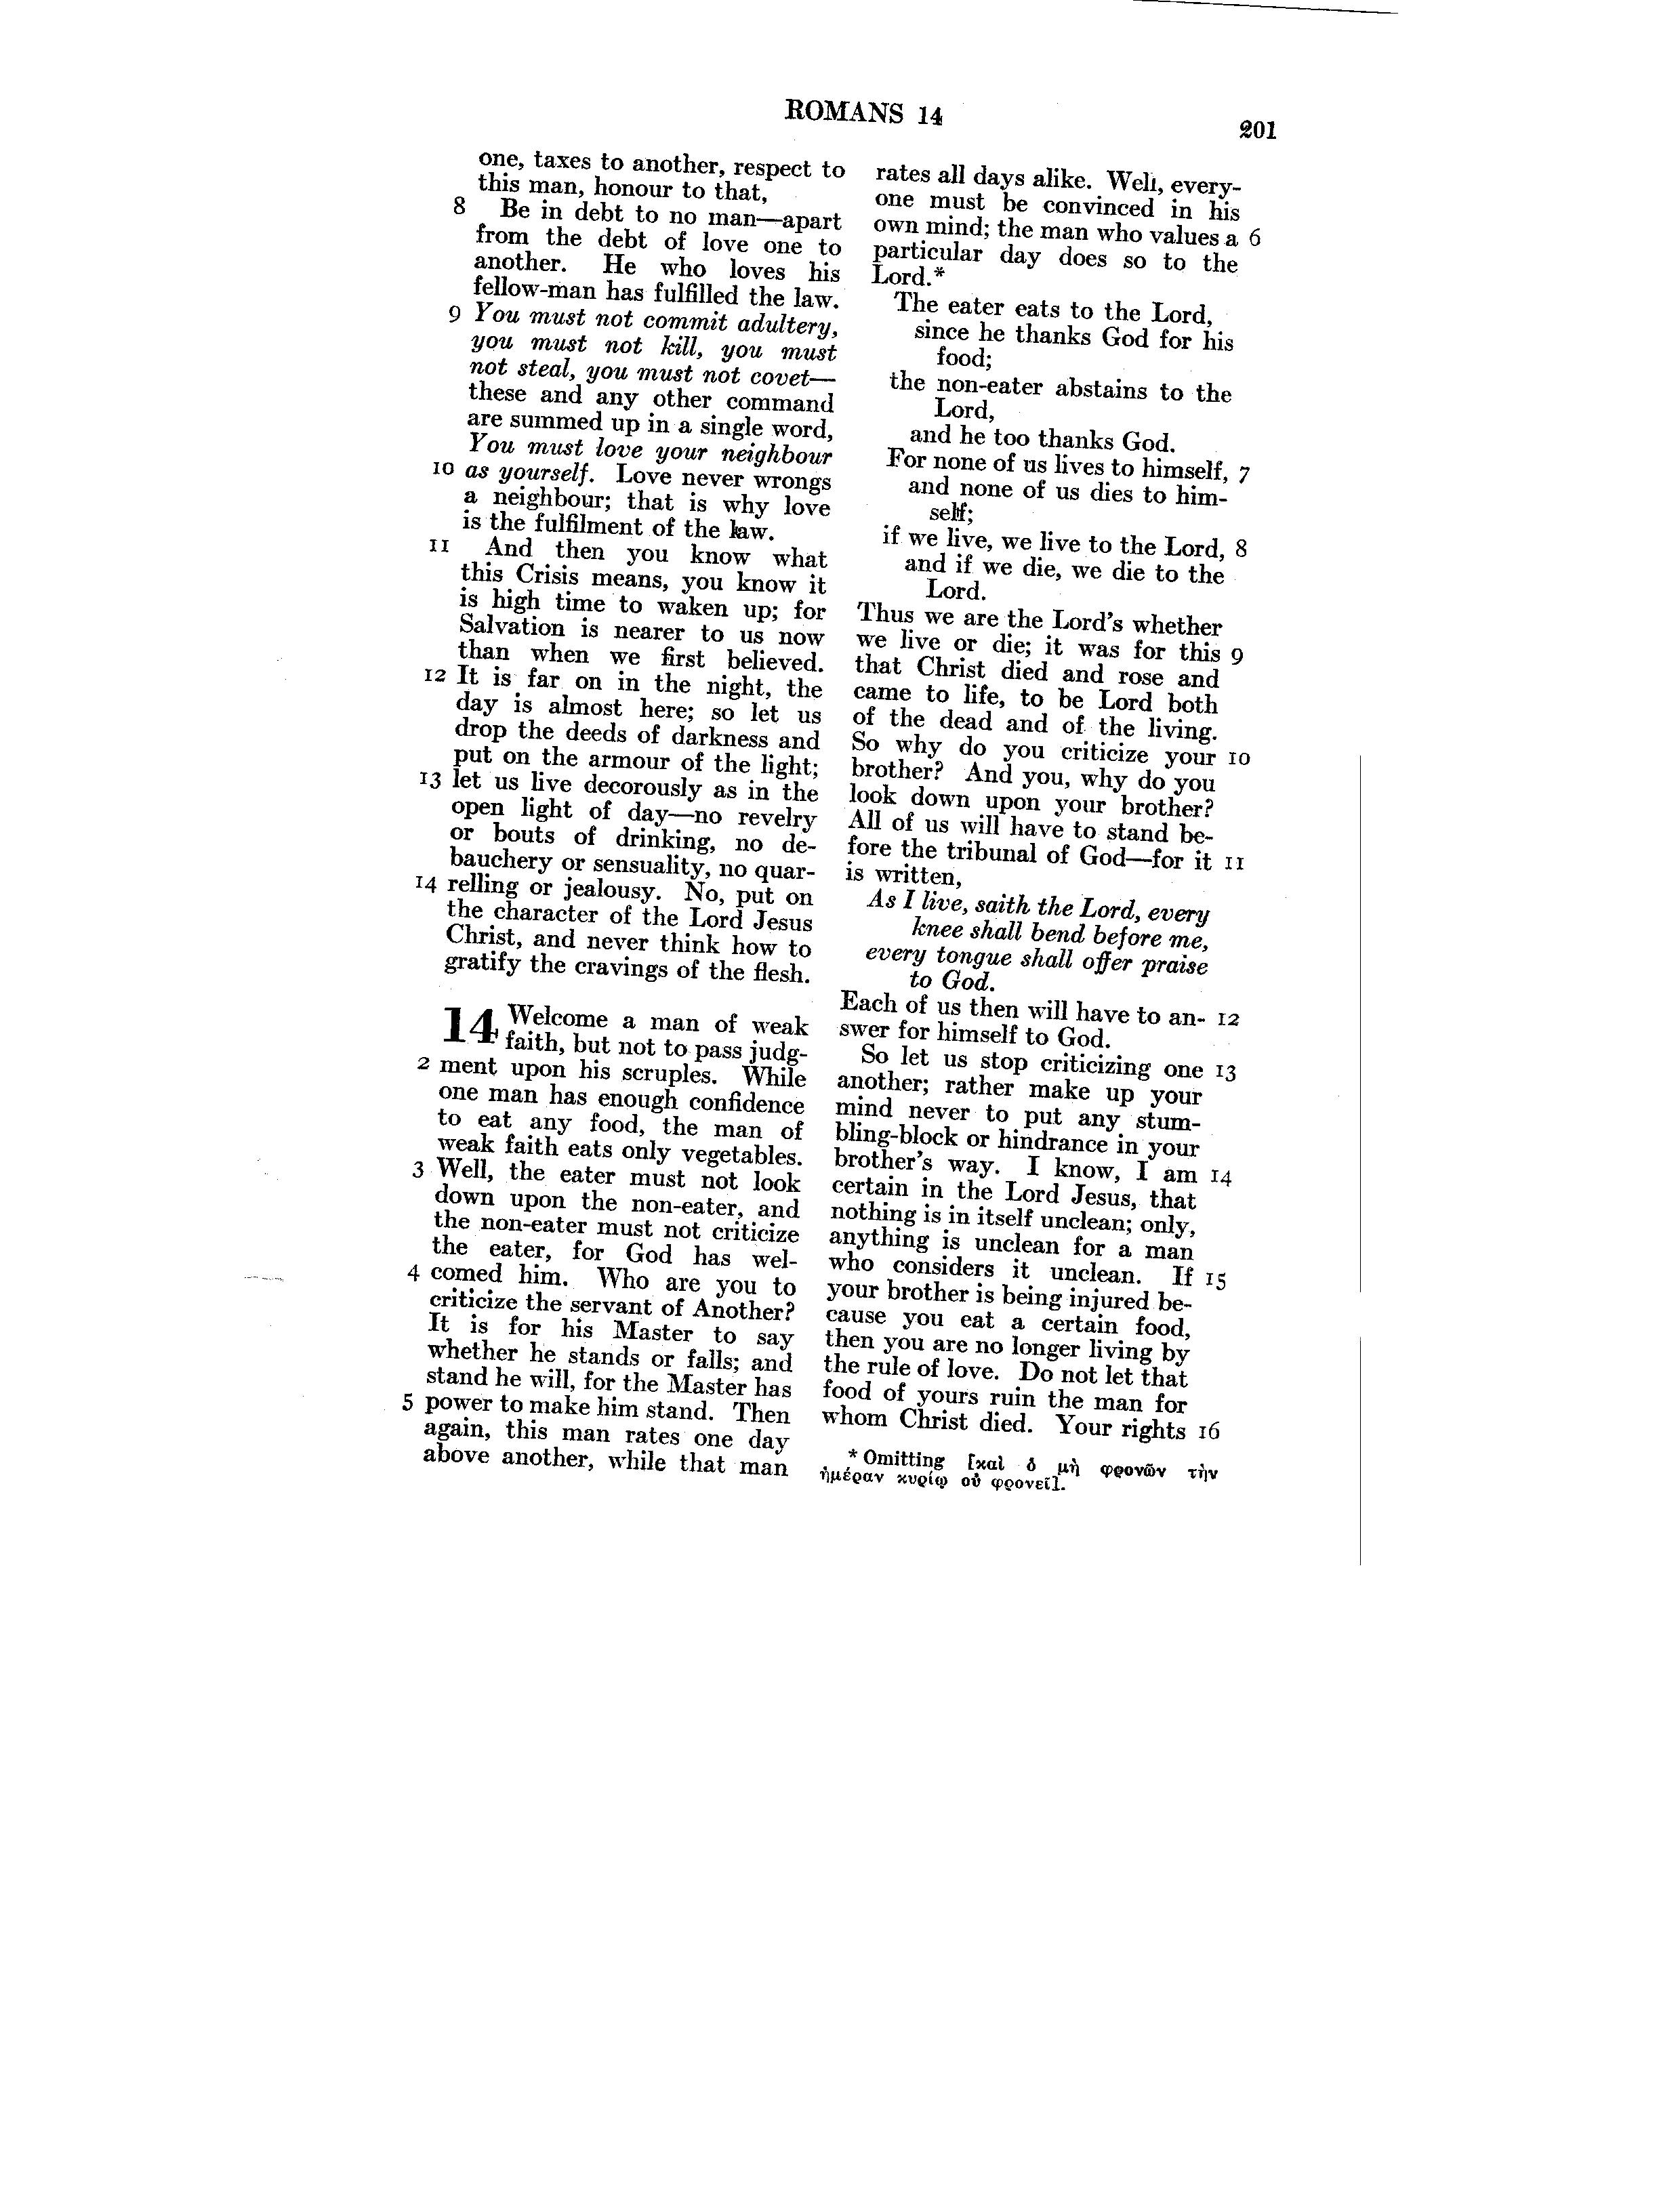 ROMANS 14
201
one, taxes to another, respect to
this man, honour to that,
8 Be in debt to no man—apart
from the debt of love one to
another. He who loves his
fellow-man has fulfilled the law.
9 You must not commit adultery,
you must not kill, you must
not steal, you must not covet—
these and any other command
are summed up in a single word,
You must love your neighbour
10 as yourself. Love never wrongs
a neighbour; that is why love
is the fulfilment of the law.
11 And then you know what
this Crisis means, you know it
is high time to waken up; for
Salvation is nearer to us now
than when we first believed.
12 It is far on in the night, the
day is almost here; so let us
drop the deeds of darkness and
put on the armour of the light;
13 let us live decorously as in the
open light of day—no revelry
or bouts of drinking, no de-
bauchery or sensuality, no quar-
14 relling or jealousy. No, put on
the character of the Lord Jesus
Christ, and never think how to
gratify the cravings of the flesh.
14 Welcome a man of weak
faith, but not to pass judg-
2 ment upon his scruples. While
one man has enough confidence
to eat any food, the man of
weak faith eats only vegetables.
3 Well, the eater must not look
down upon the non-eater, and
the non-eater must not criticize
the eater, for God has wel-
4 comed him. Who are you to
criticize the servant of Another?
It is for his Master to say
whether he stands or falls; and
stand he will, for the Master has
5 power to make him stand. Then
again, this man rates one day
above another, while that man
rates all days alike. Well, every-
one must be convinced in his
own mind; the man who values a 6
particular day does so to the
Lord.*
The eater eats to the Lord,
since he thanks God for his
food;
the non-eater abstains to the
Lord,
and he too thanks God.
For none of us lives to himself, 7
and none of us dies to him-
self;
if we live, we live to the Lord, 8
and if we die, we die to the
Lord.
Thus we are the Lord's whether
we live or die; it was for this 9
that Christ died and rose and
came to life, to be Lord both
of the dead and of the living.
So why do you criticize your 10
brother? And you, why do you
look down upon your brother?
All of us will have to stand be-
fore the tribunal of God—for it 11
is written,
As I live, saith the Lord, every
knee shall bend before me,
every tongue shall offer praise
to God.
Each of us then will have to an- 12
swer for himself to God.
So let us stop criticizing one 13
another; rather make up your
mind never to put any stum-
bling-block or hindrance in your
brother's way. I know, I am 14
certain in the Lord Jesus, that
nothing is in itself unclean; only,
anything is unclean for a man
who considers it unclean. If 15
your brother is being injured be-
cause you eat a certain food,
then you are no longer living by
the rule of love. Do not let that
food of yours ruin the man for
whom Christ died. Your rights 16
* Omitting [καὶ ὁ μὴ φρονῶν τὴν
ἡμέραν κυρίῳ οὐ φρονεῖ].